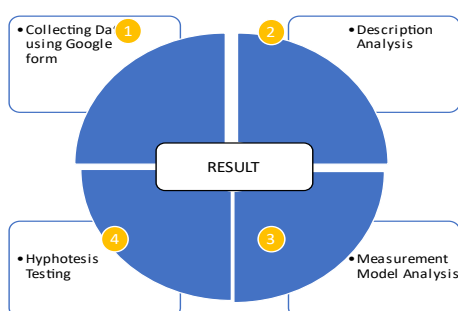 • Collecting Da
using Google
form
1
2
• Description
Analysis
RESULT
4
• Hyphotesis
Testing
3
• Measurement
Model Analysis